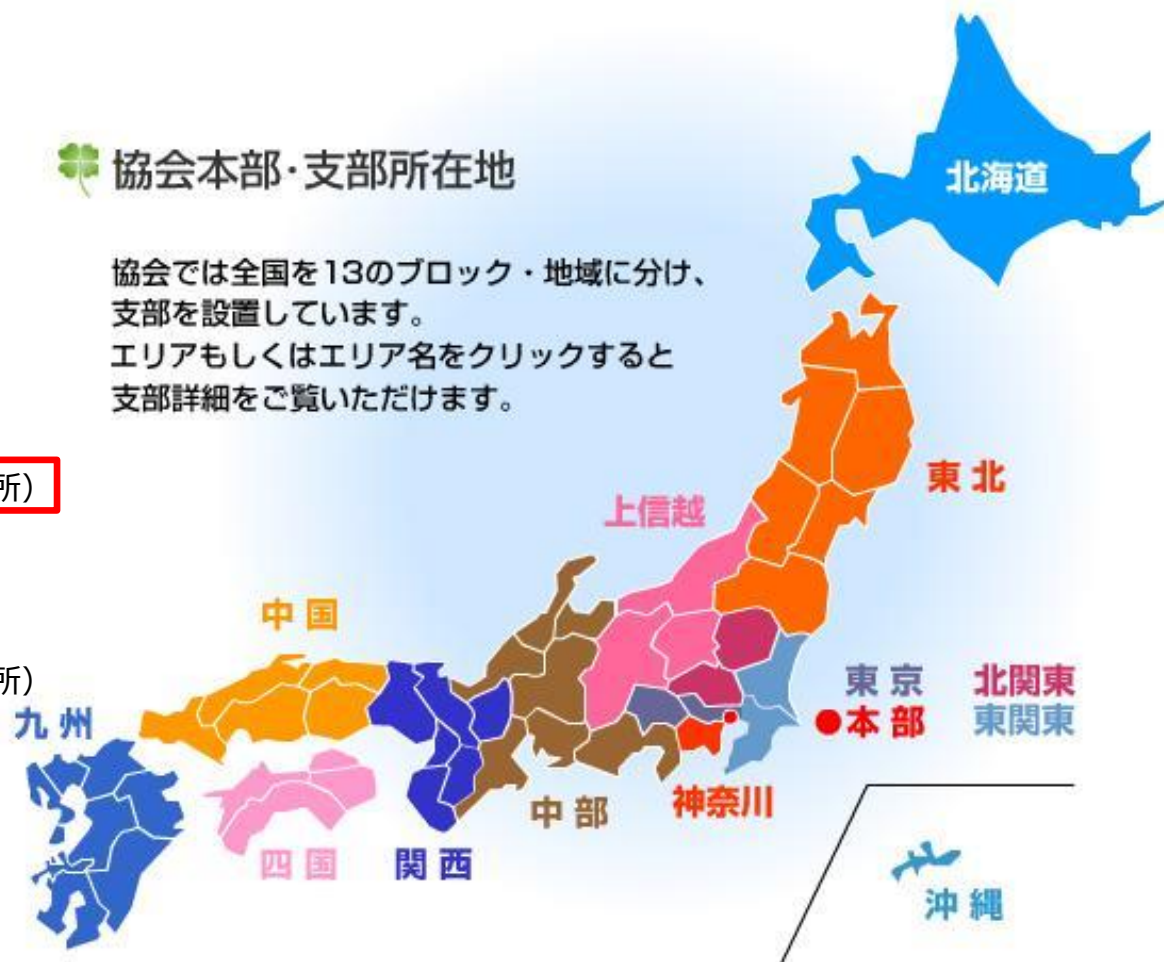 協会本部・支部所在地
協会では全国を13のブロック・地域に分け、
支部を設置しています。
エリアもしくはエリア名をクリックすると
支部詳細をご覧いただけます。
北海道
所）
東北
上信越
中国
所）
九州
東京
北関東
●本部
東関東
中部
神奈川
四国
関西
沖縄